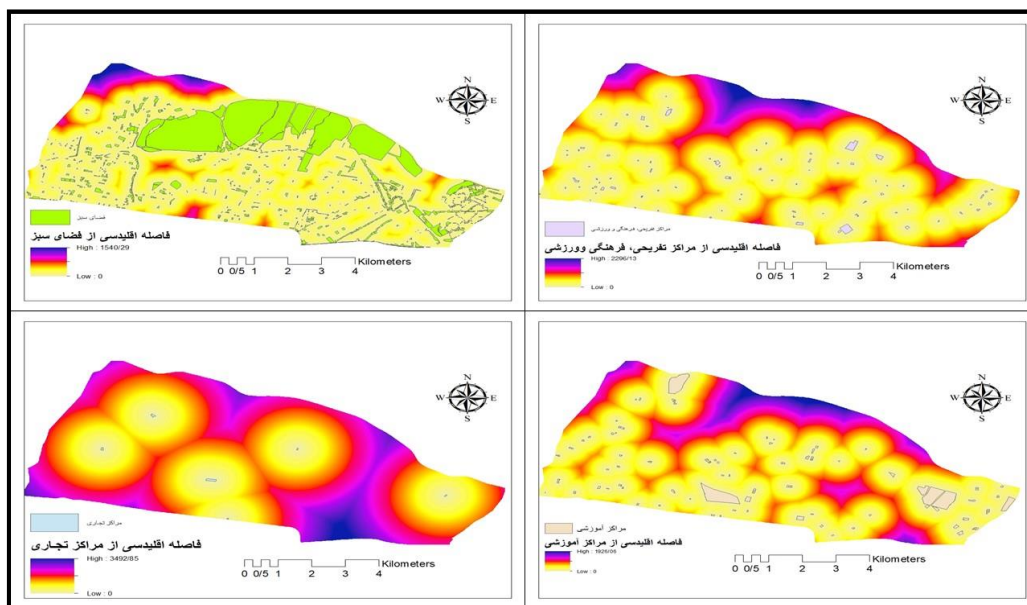 N
W E
S
فضای سبز
فاصله اقلیدسی از فضای سبز
High : 1540/29
Low : 0
Kilometers
0 0/5 1 2 3 4
N
W E
S
مراکز تفریحی، فرهنگی و ورزشی
فاصله اقلیدسی از مراکز تفریحی، فرهنگی وورزشی
High : 2296/13
Low : 0
Kilometers
0 0/5 1 2 3 4
N
W E
S
مراکز تجاری
فاصله اقلیدسی از مراکز تجاری
High : 3492/85
Low : 0
Kilometers
0 0/5 1 2 3 4
N
W E
S
مراکز آموزشی
فاصله اقلیدسی از مراکز آموزشی
High : 1926/06
Low : 0
Kilometers
0 0/5 1 2 3 4